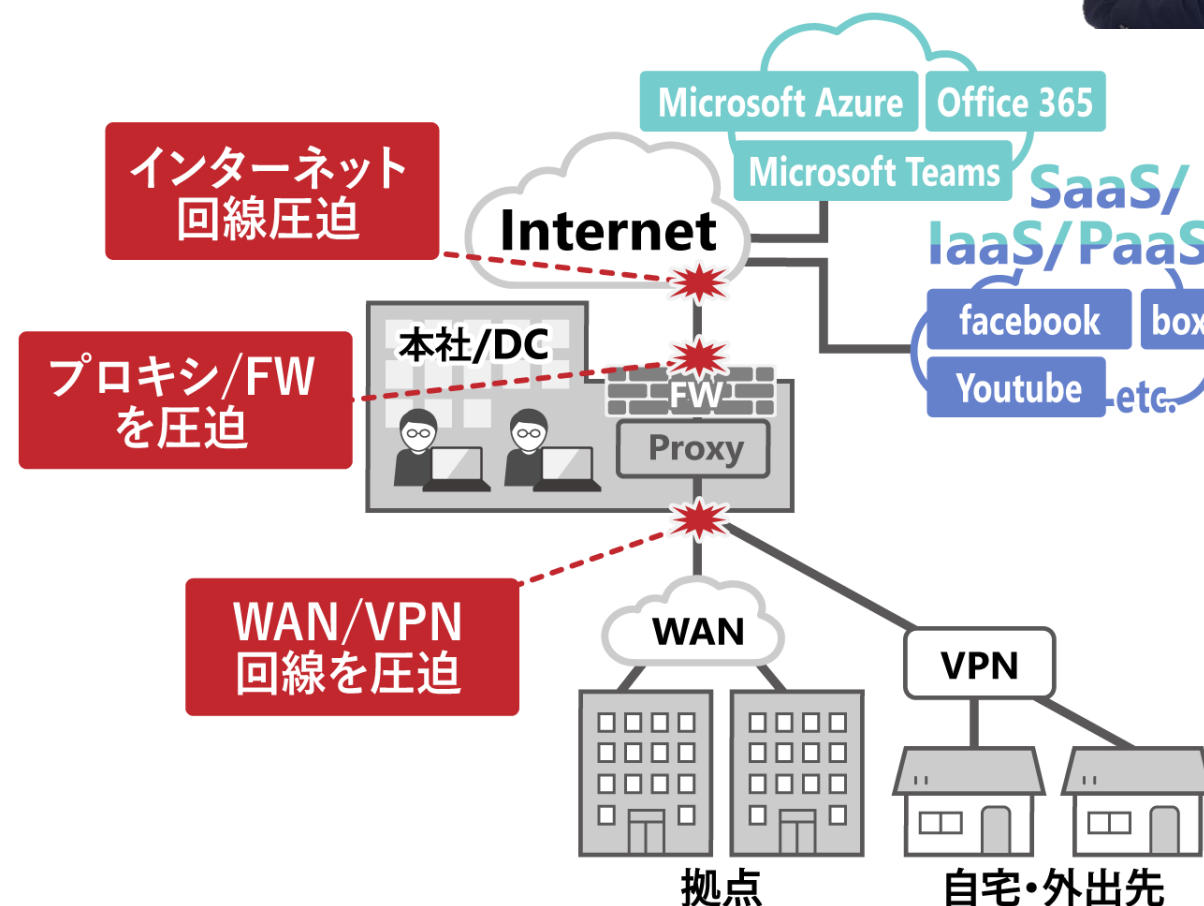 Microsoft Azure
Office 365
Microsoft Teams
インターネット
回線圧迫
Internet
SaaS/
IaaS/PaaS
facebook
box
Youtube
etc.
本社/DC
プロキシ/FW
を圧迫
FW
Proxy
WAN/VPN
回線を圧迫
WAN
VPN
拠点
自宅・外出先